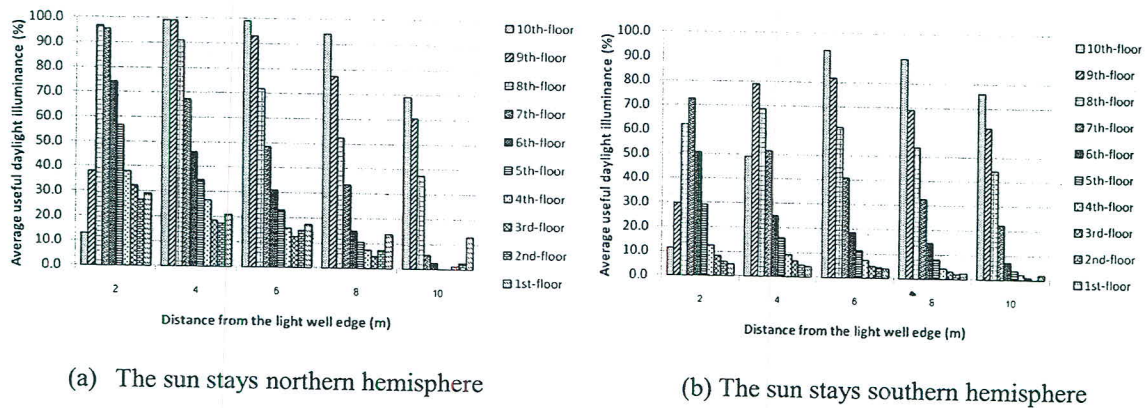 Average useful daylight illuminance (%)
100.0
90.0
80.0
70.0
60.0
50.0
40.0
30.0
20.0
10.0
0.0
2 4 6 8 10
Distance from the light well edge (m)
10th-floor
9th-floor
8th-floor
7th-floor
6th-floor
5th-floor
4th-floor
3rd-floor
2nd-floor
1st-floor
(a) The sun stays northern hemisphere
Average useful daylight illuminance (%)
100.0
90.0
80.0
70.0
60.0
50.0
40.0
30.0
20.0
10.0
0.0
2 4 6 8 10
Distance from the light well edge (m)
10th-floor
9th-floor
8th-floor
7th-floor
6th-floor
5th-floor
4th-floor
3rd-floor
2nd-floor
1st-floor
(b) The sun stays southern hemisphere